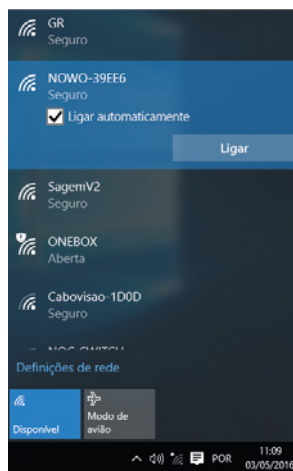 GR
Seguro
NOWO-39EE6
Seguro
Ligar automaticamente
Ligar
SagemV2
Seguro
ONEBOX
Aberta
Cabovisao-1D0D
Seguro
Definições de rede
Disponível
Modo de
avião
POR
11:09
03/05/2016